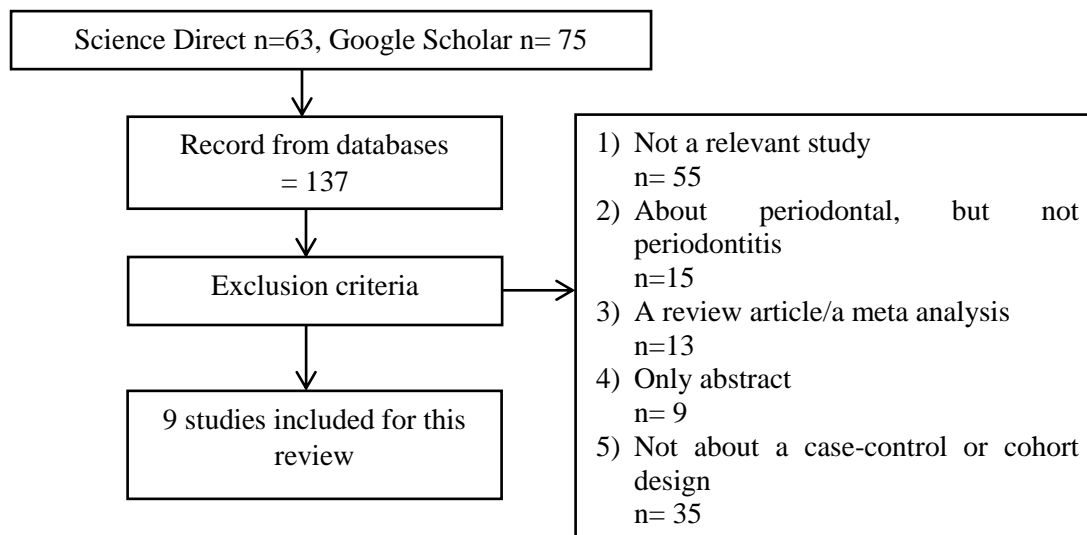 Science Direct n=63, Google Scholar n= 75
Record from databases
= 137
Exclusion criteria
9 studies included for this
review
1) Not a relevant study
n= 55
2) About periodontal, but not
periodontitis
n=15
3) A review article/a meta analysis
n=13
4) Only abstract
n= 9
5) Not about a case-control or cohort
design
n= 35